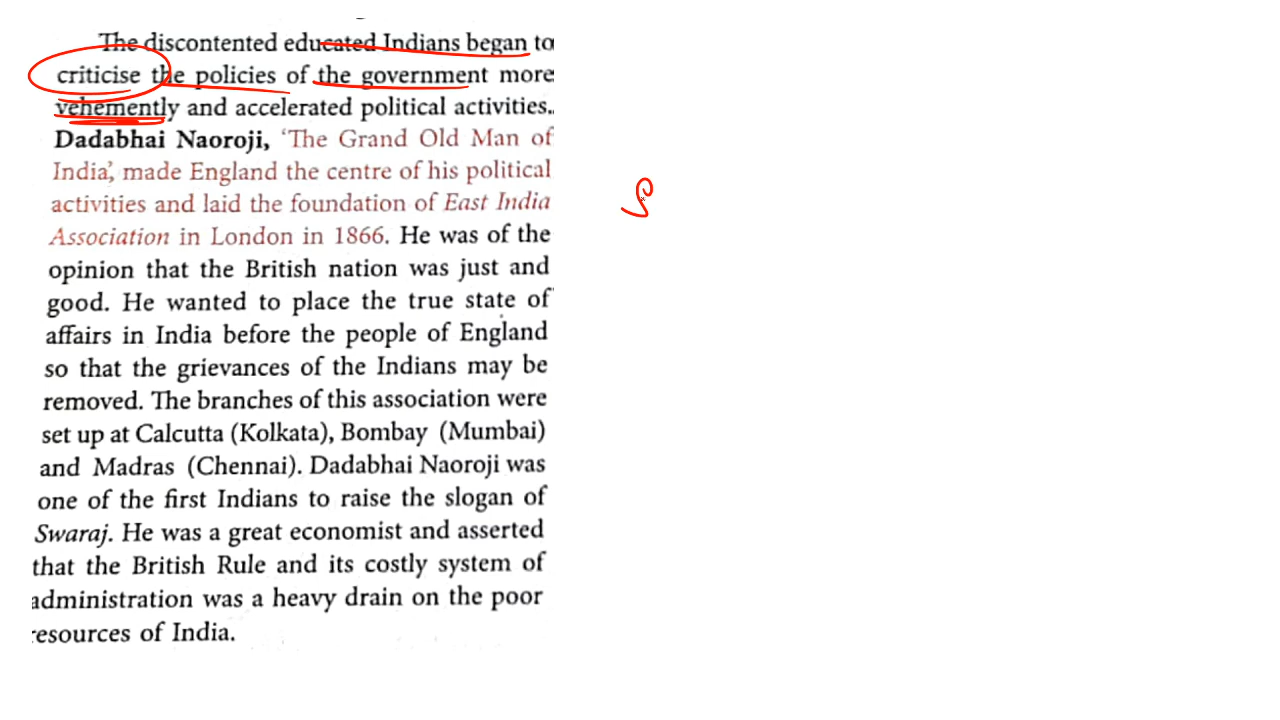 The discontented educated Indians began to
criticise the policies of the government more
vehemently and accelerated political activities.
Dadabhai Naoroji, 'The Grand Old Man of
India', made England the centre of his political
activities and laid the foundation of East India
Association in London in 1866. He was of the
opinion that the British nation was just and
good. He wanted to place the true state of
affairs in India before the people of England
so that the grievances of the Indians may be
removed. The branches of this association were
set up at Calcutta (Kolkata), Bombay (Mumbai)
and Madras (Chennai). Dadabhai Naoroji was
one of the first Indians to raise the slogan of
Swaraj. He was a great economist and asserted
that the British Rule and its costly system of
administration was a heavy drain on the poor
resources of India.